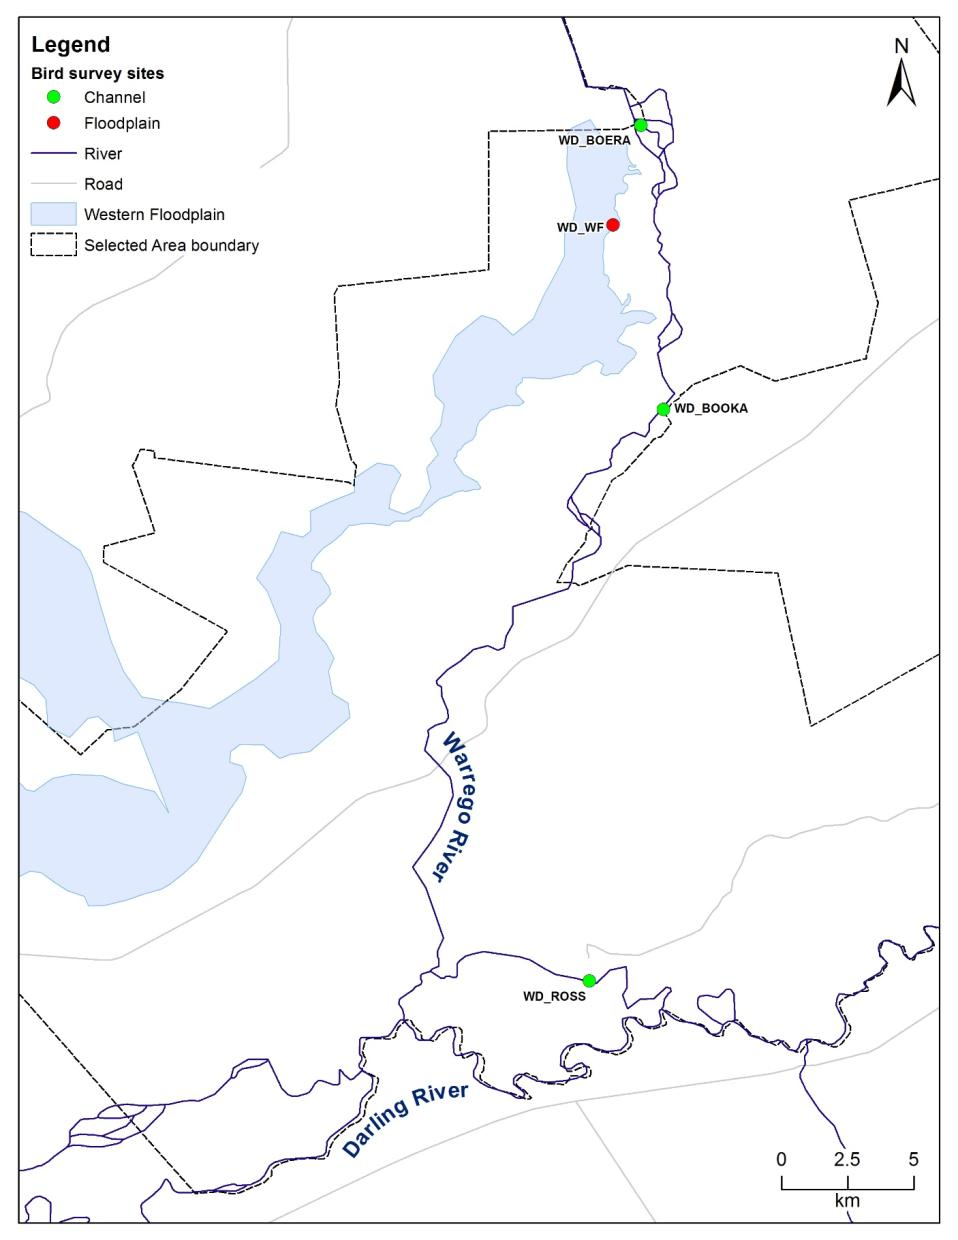 Legend
Bird survey sites
Channel
Floodplain
River
Road
Western Floodplain
Selected Area boundary
N
WD_BOERA
WD_WF
WD_BOOKA
Warrego River
WD_ROSS
Darling River
0 2.5 5
km